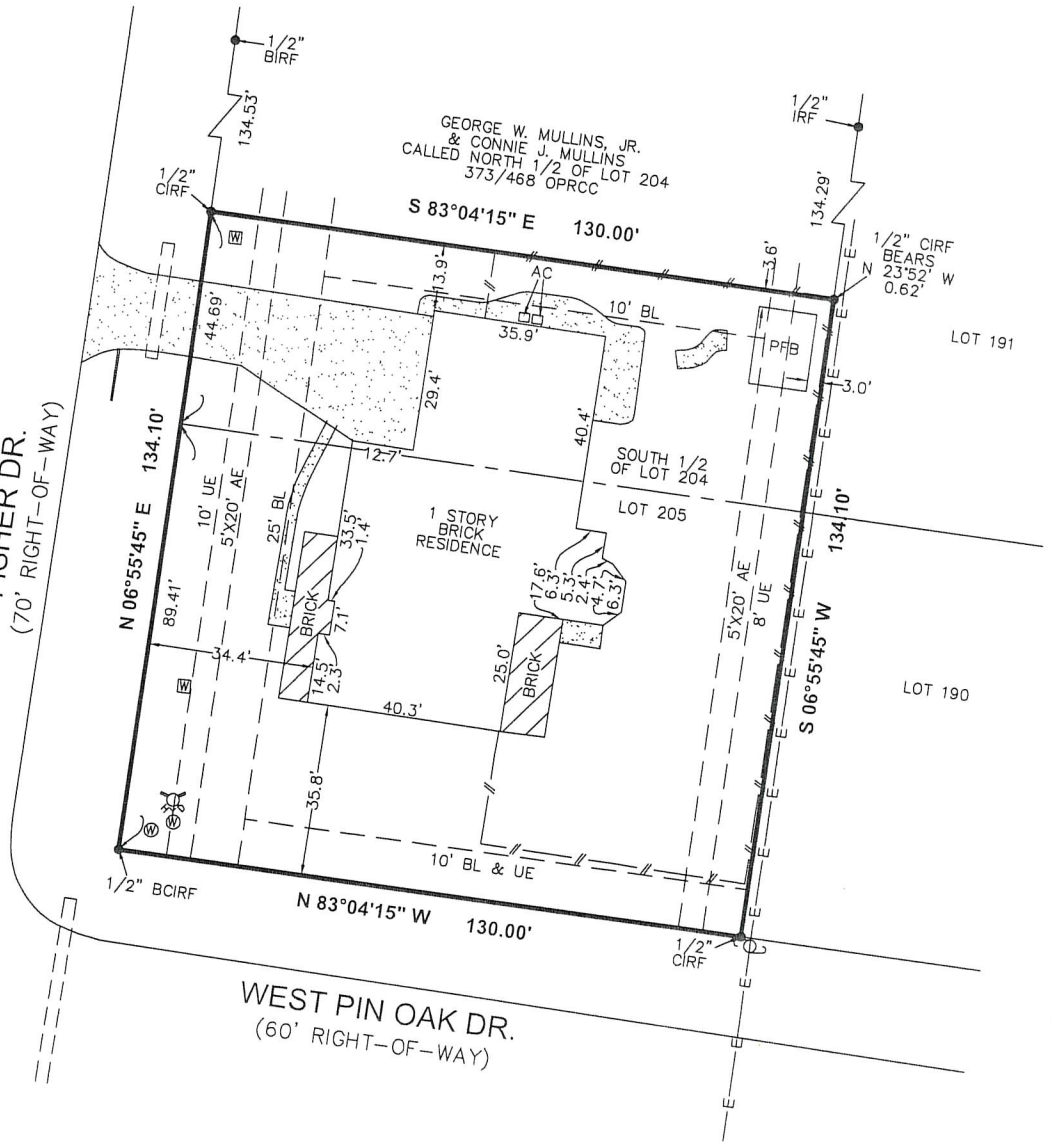 1/2"
BIRF
134.53'
GEORGE W. MULLINS, JR.
& CONNIE J. MULLINS
CALLED NORTH 1/2 OF LOT 204
373/468 OPRCC
1/2"
IRF
134.29'
1/2"
CIRF
S 83°04'15" E 130.00'
1/2" CIRF
BEARS
N 23°52' W
0.62'
W
13.9'
AC
3.6'
10' BL
35.9'
PFB
LOT 191
44.69'
29.4'
3.0'
40.4'
12.7'
SOUTH 1/2
OF LOT 204
LOT 205
FISHER DR.
(70' RIGHT-OF-WAY)
N 06°55'45" E 134.10'
89.41'
10' UE
5'X20' AE
25' BL
33.5'
1.4'
1 STORY
BRICK
RESIDENCE
17.6'
6.3'
5.3'
2.4'
4.7'
6.3'
BRICK
7.1'
14.5'
2.3'
34.4'
W
25.0'
BRICK
40.3'
5'X20' AE
8' UE
S 06°55'45" W 134.10'
E
E
E
E
E
E
E
E
E
E
E
E
E
E
LOT 190
35.8'
W
W
10' BL & UE
1/2" BCIRF
N 83°04'15" W 130.00'
1/2"
CIRF
WEST PIN OAK DR.
(60' RIGHT-OF-WAY)